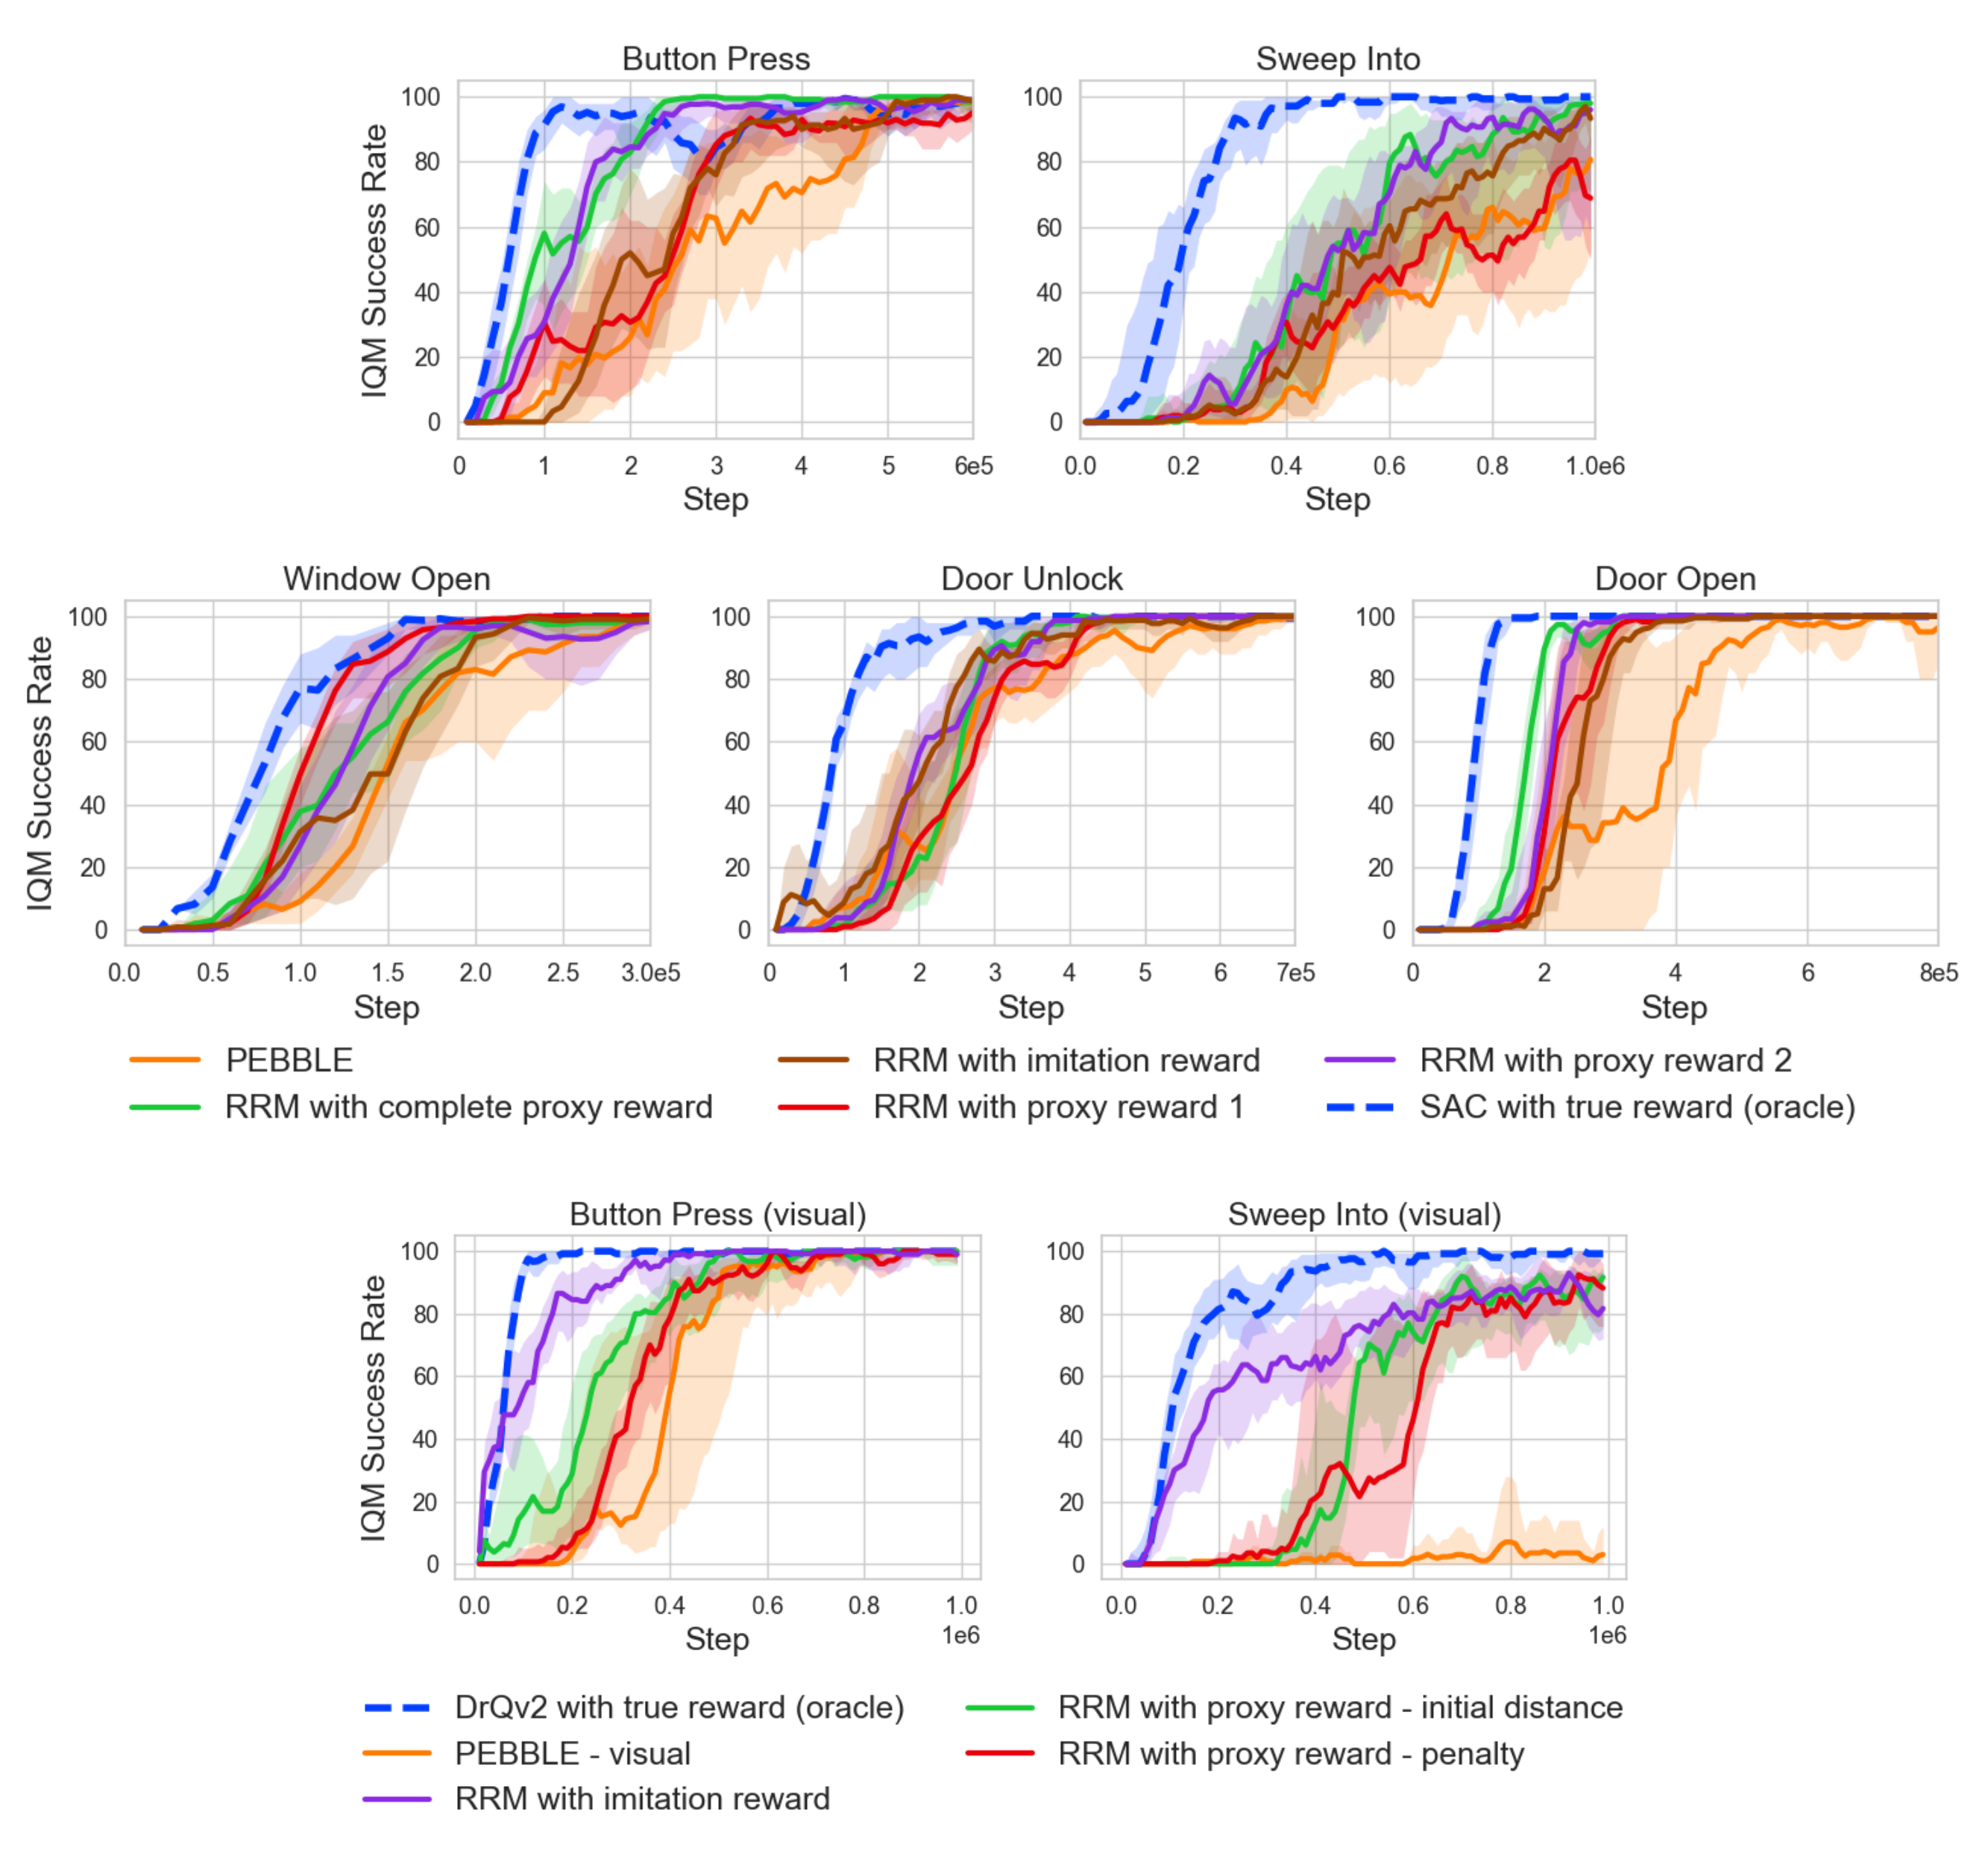 Button Press Sweep Into
IQM Success Rate
100
80
60
40
20
0
0 1 2 3 4 5 6e5
Step
IQM Success Rate
100
80
60
40
20
0
0.0 0.2 0.4 0.6 0.8 1.0e6
Step
Window Open Door Unlock Door Open
IQM Success Rate
100
80
60
40
20
0
0.0 0.5 1.0 1.5 2.0 2.5 3.0e5
Step
100
80
60
40
20
0
0 1 2 3 4 5 6 7e5
Step
100
80
60
40
20
0
0 2 4 6 8e5
Step
PEBBLE RRM with imitation reward RRM with proxy reward 2
RRM with complete proxy reward RRM with proxy reward 1 SAC with true reward (oracle)
Button Press (visual) Sweep Into (visual)
IQM Success Rate
100
80
60
40
20
0
0.0 0.2 0.4 0.6 0.8 1.0
1e6
Step
100
80
60
40
20
0
0.0 0.2 0.4 0.6 0.8 1.0
1e6
Step
DrQv2 with true reward (oracle) RRM with proxy reward - initial distance
PEBBLE - visual RRM with proxy reward - penalty
RRM with imitation reward